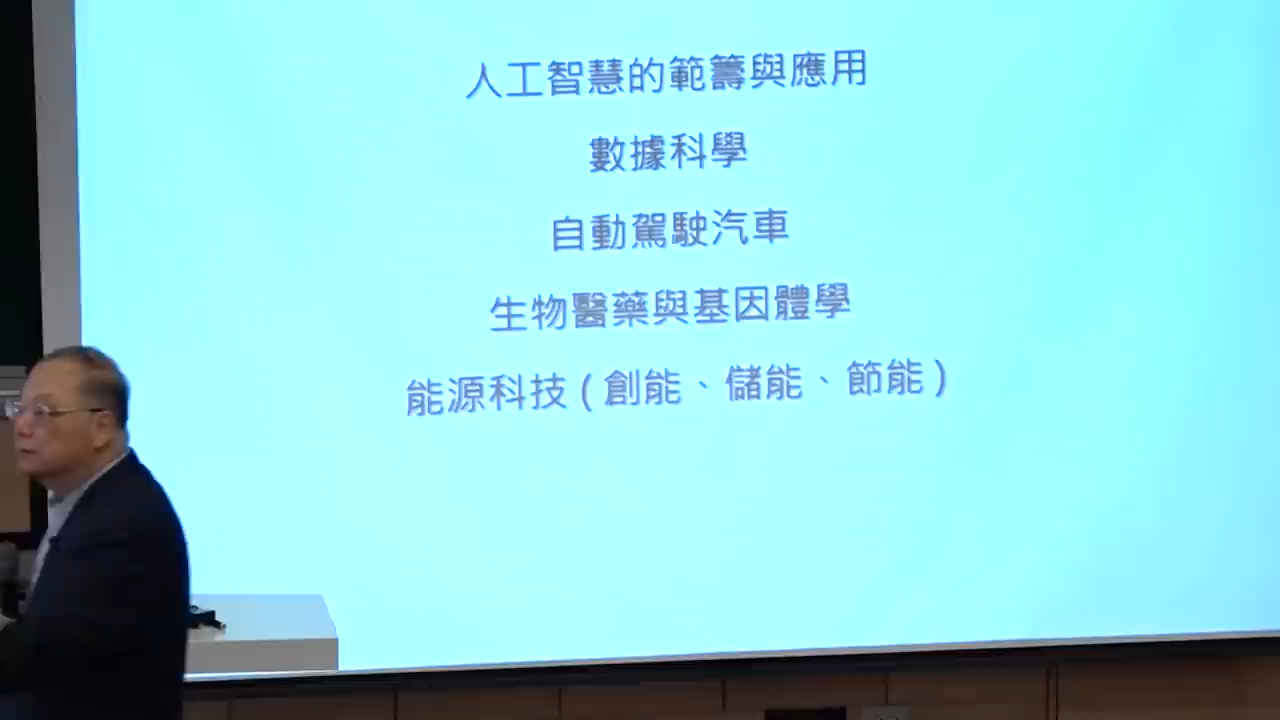 人工智慧的範籌與應用
數據科學
自動駕駛汽車
生物醫藥與基因體學
能源科技(創能、儲能、節能)